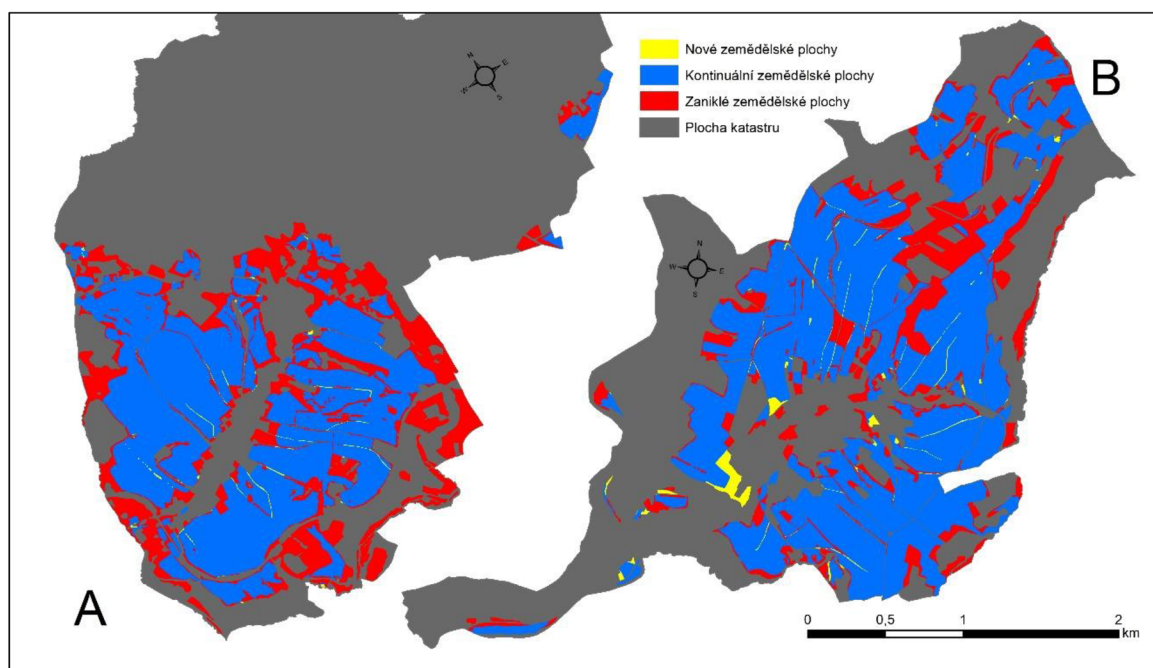 Nové zemědělské plochy
Kontinuální zemědělské plochy
Zaniklé zemědělské plochy
Plocha katastru
B
N
E
W
S
N
W
E
S
A
0
0,5
1
2
km